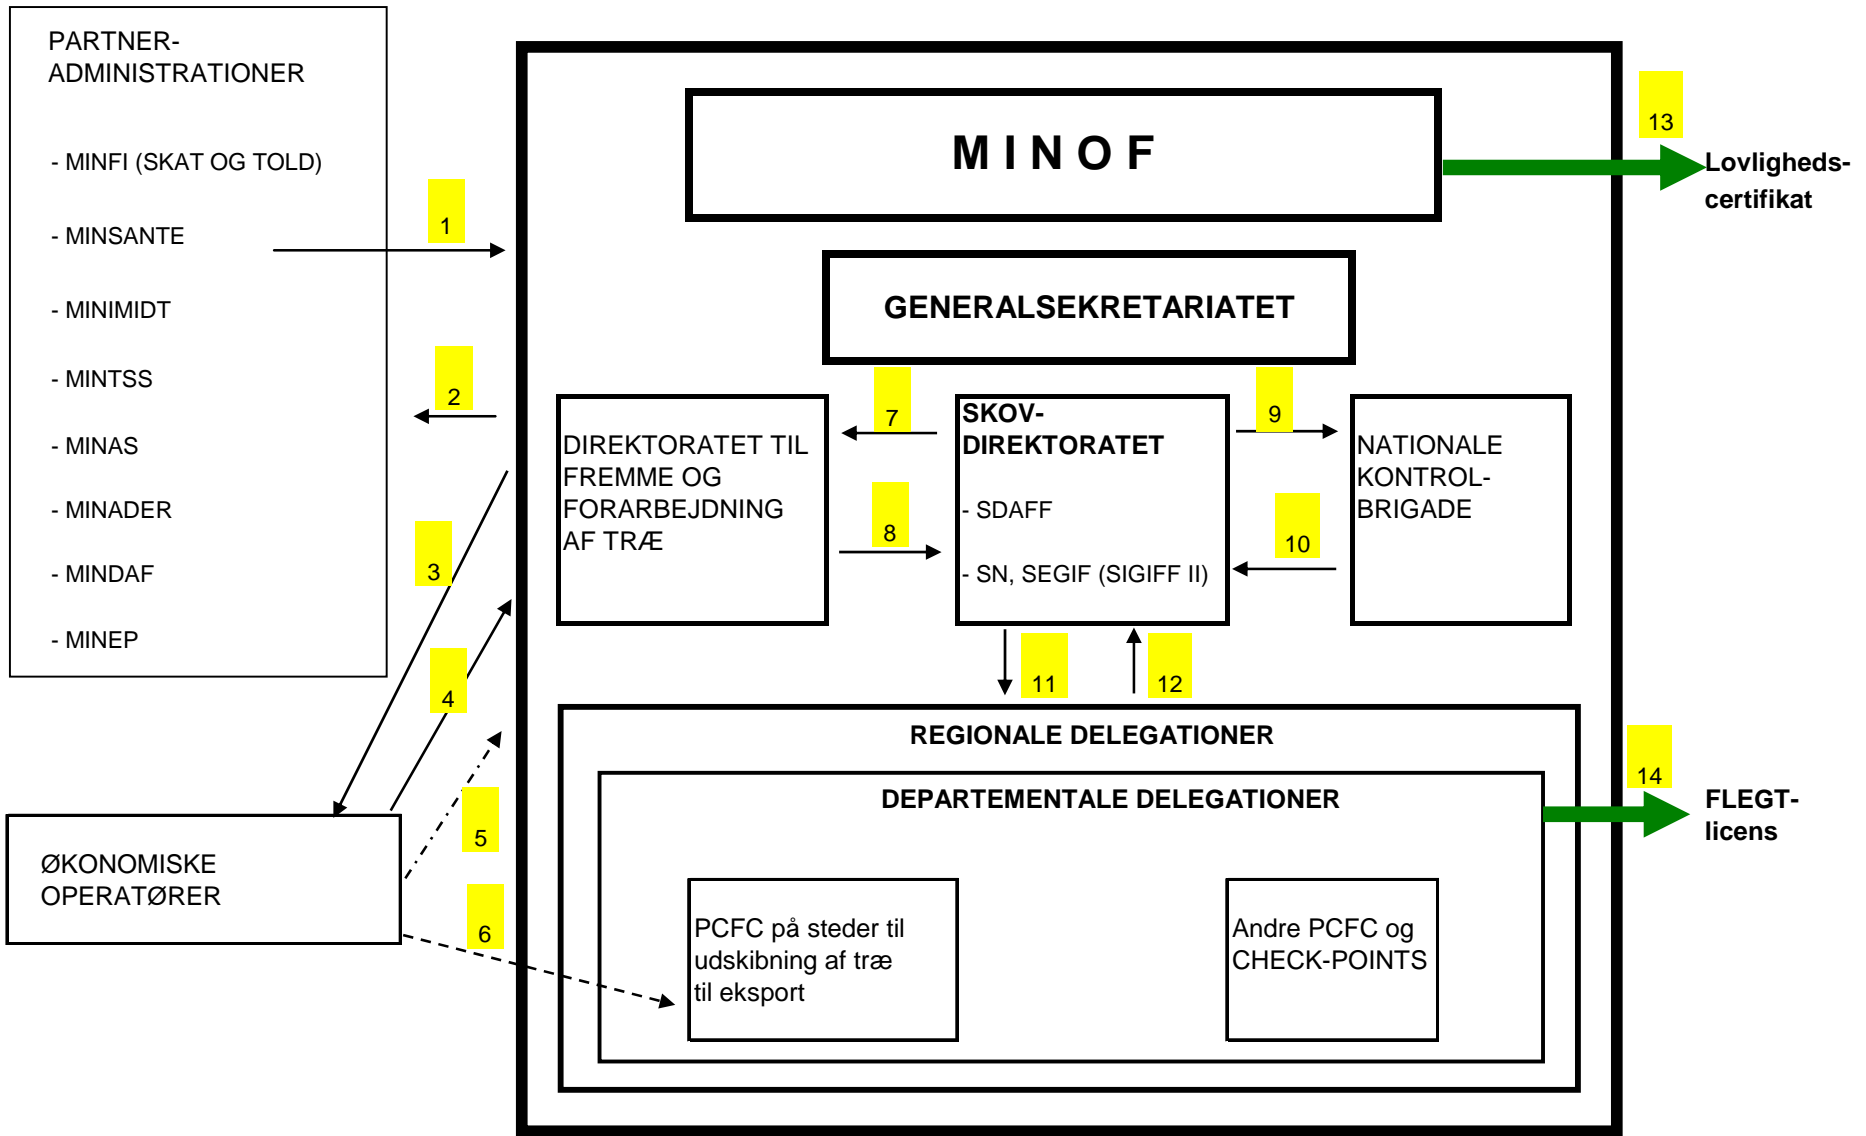 PARTNER-
ADMINISTRATIONER
- MINFI (SKAT OG TOLD)
- MINSANTE
- MINIMIDT
- MINTSS
- MINAS
- MINADER
- MINDAF
- MINEP
1
2
3
4
5
6
ØKONOMISKE
OPERATØRER
M I N O F
13
Lovligheds-
certifikat
GENERALSEKRETARIATET
7
9
DIREKTORATET TIL
FREMME OG
FORARBEJDNING
AF TRÆ
8
SKOV-
DIREKTORATET
- SDAFF
- SN, SEGIF (SIGIFF II)
10
NATIONALE
KONTROL-
BRIGADE
11
12
REGIONALE DELEGATIONER
DEPARTEMENTALE DELEGATIONER
14
FLEGT-
licens
PCFC på steder til
udskibning af træ
til eksport
Andre PCFC og
CHECK-POINTS